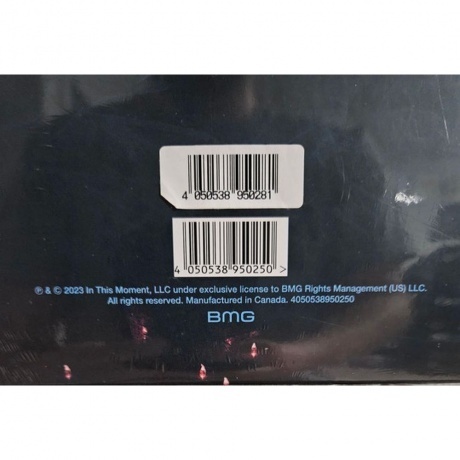 4 050538 950281
4 050538 950250 >
℗ & © 2023 In This Moment, LLC under exclusive license to BMG Rights Management (US) LLC.
All rights reserved. Manufactured in Canada. 4050538950250
BMG